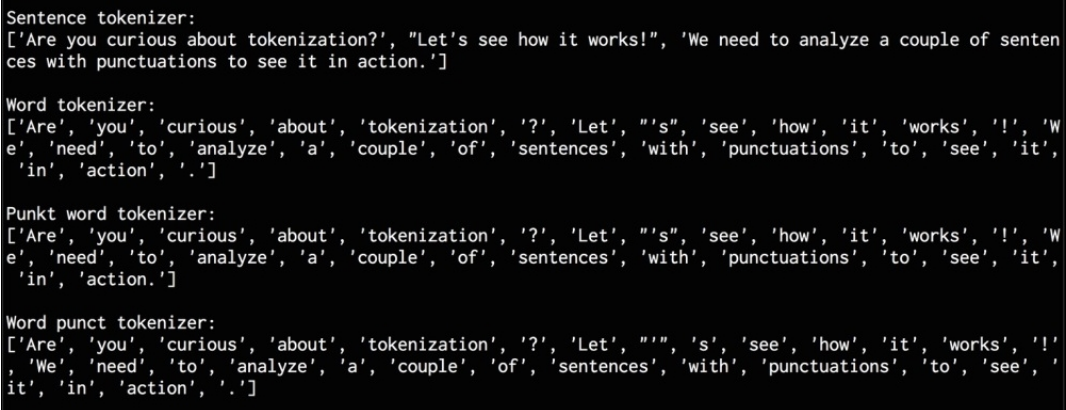 Sentence tokenizer:
['Are you curious about tokenization?', "Let's see how it works!", 'We need to analyze a couple of senten
ces with punctuations to see it in action.']
Word tokenizer:
['Are', 'you', 'curious', 'about', 'tokenization', '?', 'Let', "'s", 'see', 'how', 'it', 'works', '!', 'W
e', 'need', 'to', 'analyze', 'a', 'couple', 'of', 'sentences', 'with', 'punctuations', 'to', 'see', 'it',
 'in', 'action', '.']
Punkt word tokenizer:
['Are', 'you', 'curious', 'about', 'tokenization', '?', 'Let', "'s", 'see', 'how', 'it', 'works', '!', 'W
e', 'need', 'to', 'analyze', 'a', 'couple', 'of', 'sentences', 'with', 'punctuations', 'to', 'see', 'it',
 'in', 'action.']
Word punct tokenizer:
['Are', 'you', 'curious', 'about', 'tokenization', '?', 'Let', "'", 's', 'see', 'how', 'it', 'works', '!'
, 'We', 'need', 'to', 'analyze', 'a', 'couple', 'of', 'sentences', 'with', 'punctuations', 'to', 'see', '
it', 'in', 'action', '.']